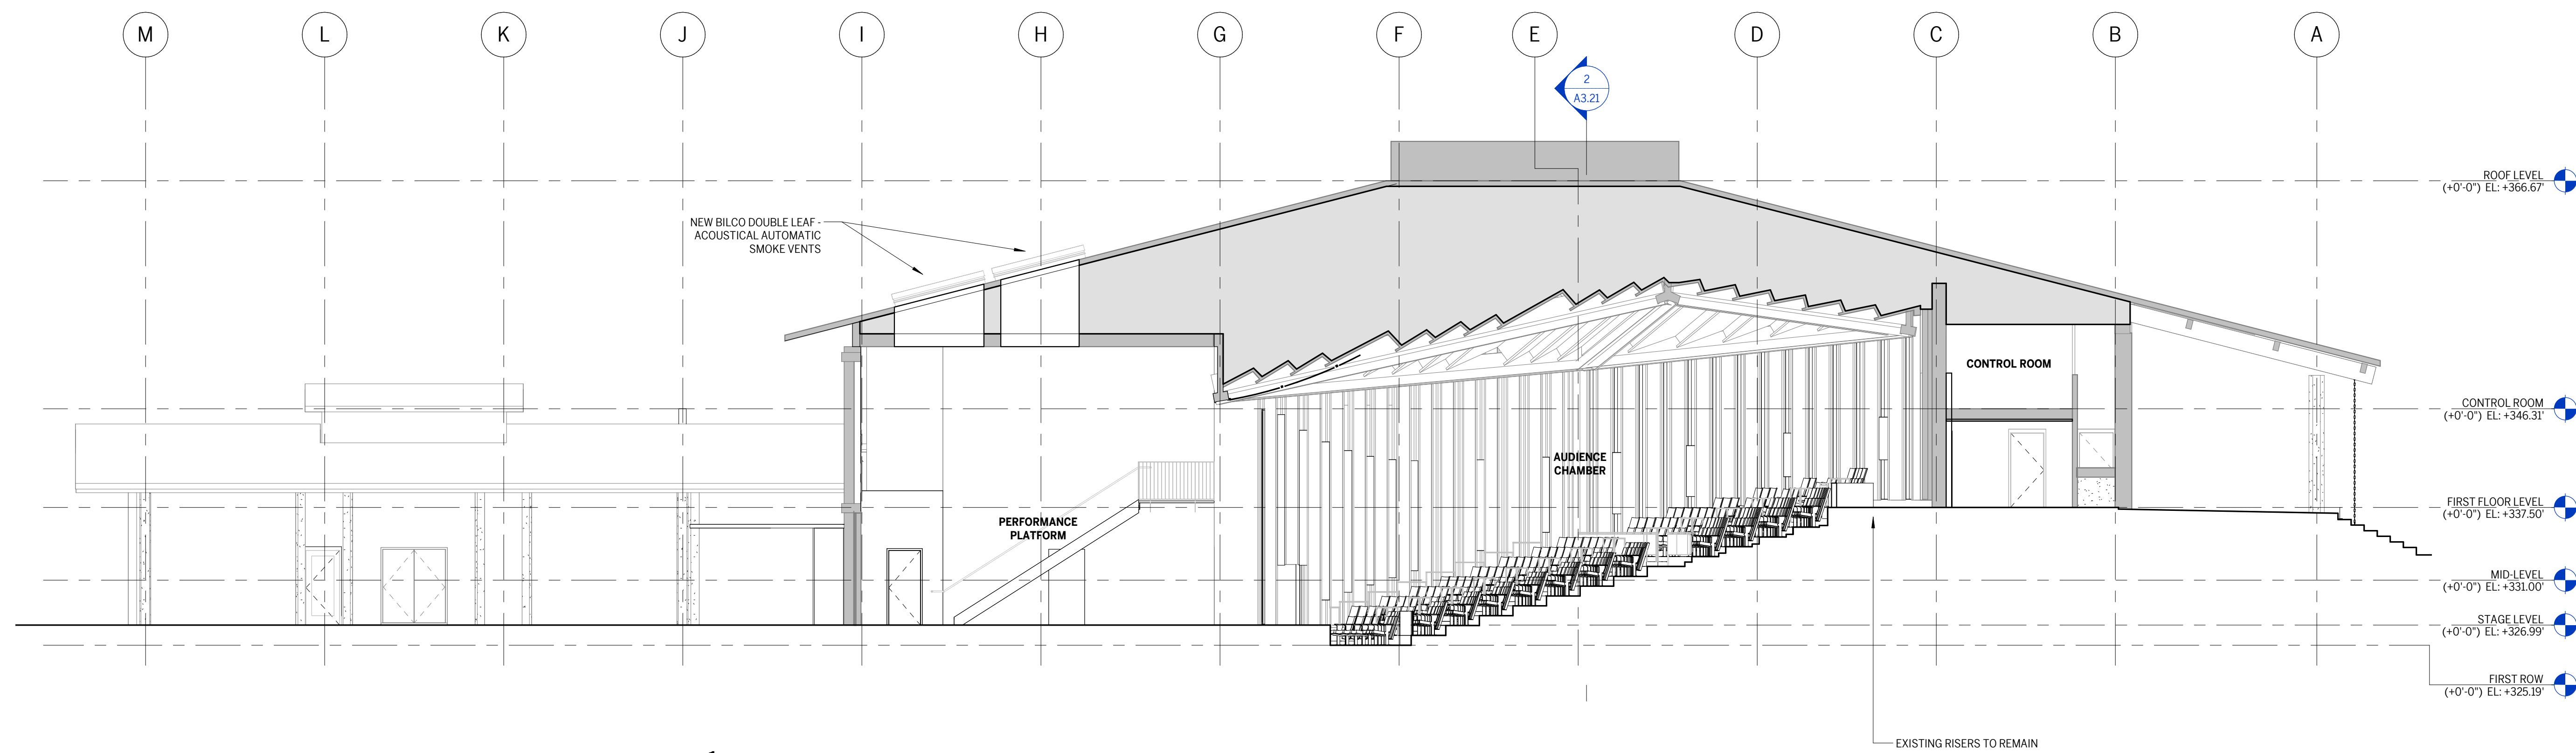 M L K J I H G F E D C B A
2
A3.21
ROOF LEVEL
(+0'-0") EL: +366.67'
NEW BILCO DOUBLE LEAF -
ACOUSTICAL AUTOMATIC
SMOKE VENTS
CONTROL ROOM
CONTROL ROOM
(+0'-0") EL: +346.31'
AUDIENCE
CHAMBER
FIRST FLOOR LEVEL
(+0'-0") EL: +337.50'
PERFORMANCE
PLATFORM
MID-LEVEL
(+0'-0") EL: +331.00'
STAGE LEVEL
(+0'-0") EL: +326.99'
FIRST ROW
(+0'-0") EL: +325.19'
EXISTING RISERS TO REMAIN